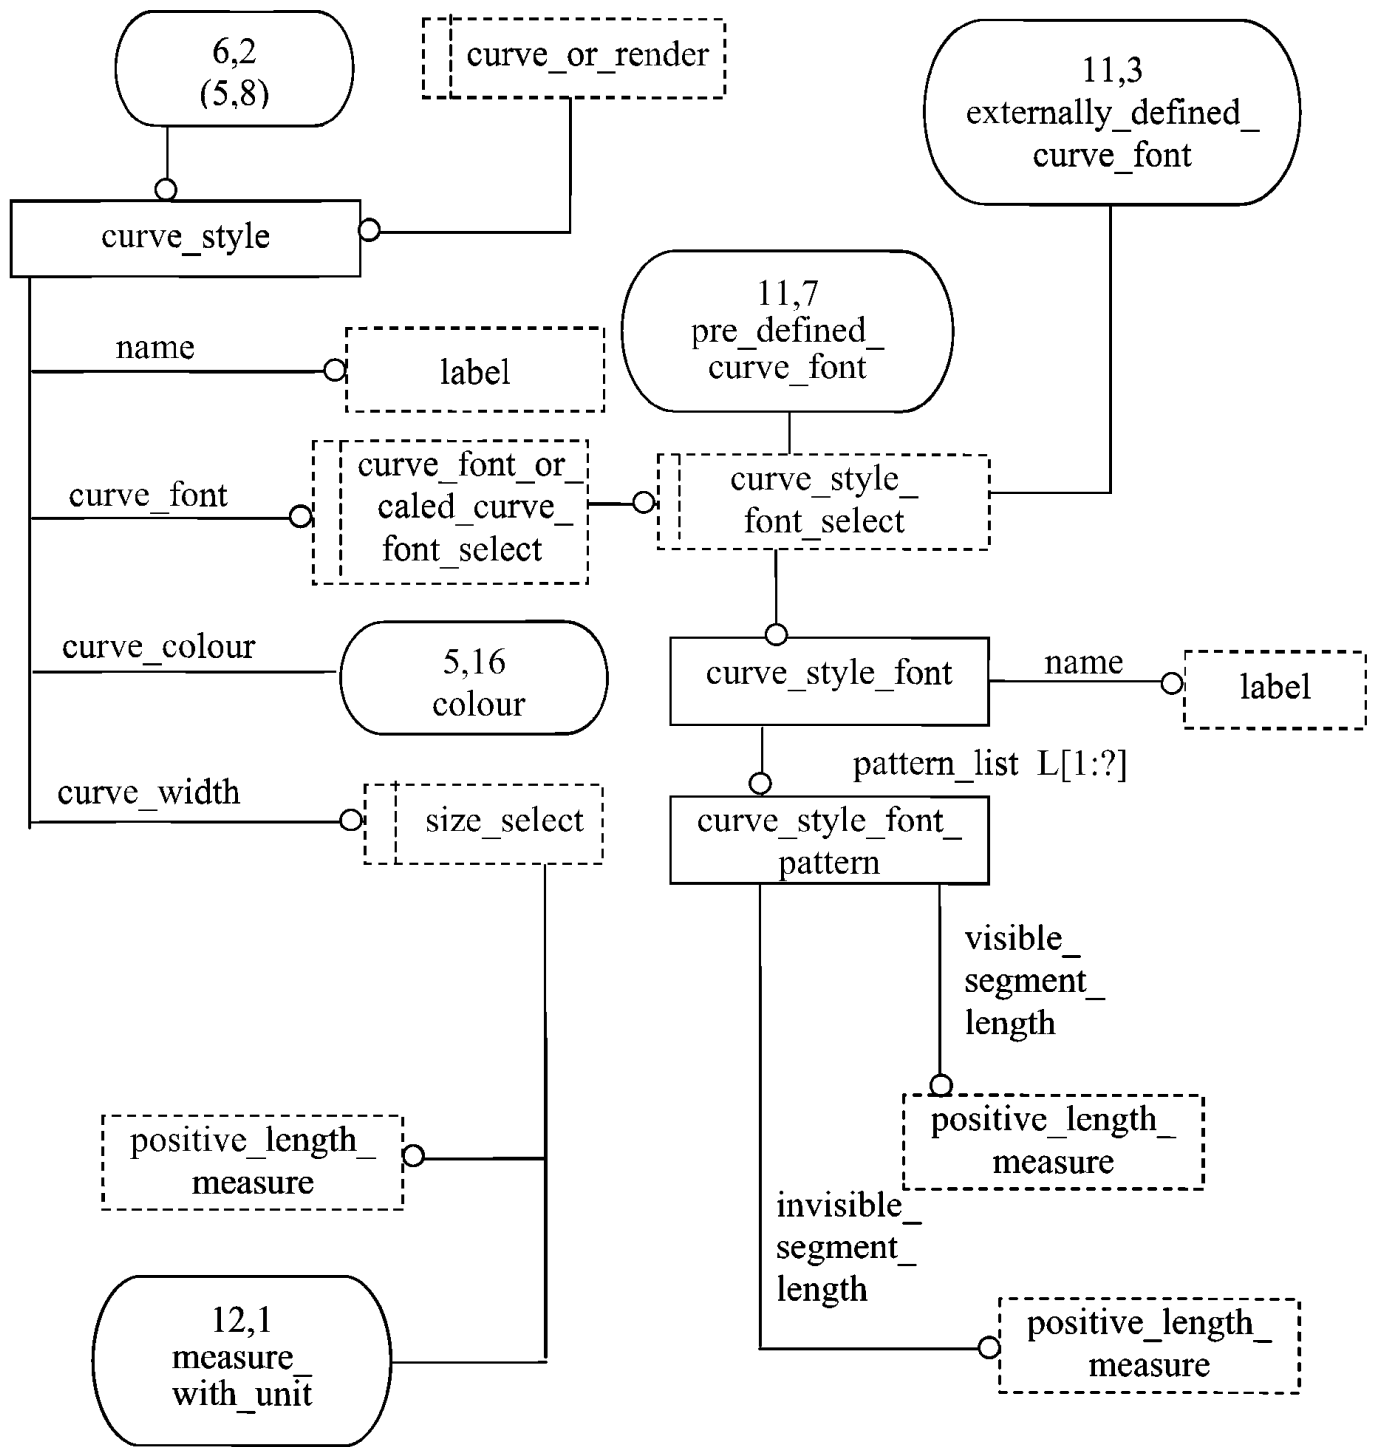 6,2
(5,8)
curve_or_render
11,3
externally_defined_
curve_font
curve_style
11,7
pre_defined_
curve_font
name
label
curve_font
curve_font_or_
caled_curve_
font_select
curve_style_
font_select
curve_colour
5,16
colour
curve_style_font
name
label
pattern_list L[1:?]
curve_width
size_select
curve_style_font_
pattern
visible_
segment_
length
positive_length_
measure
positive_length_
measure
invisible_
segment_
length
12,1
measure_
with_unit
positive_length_
measure